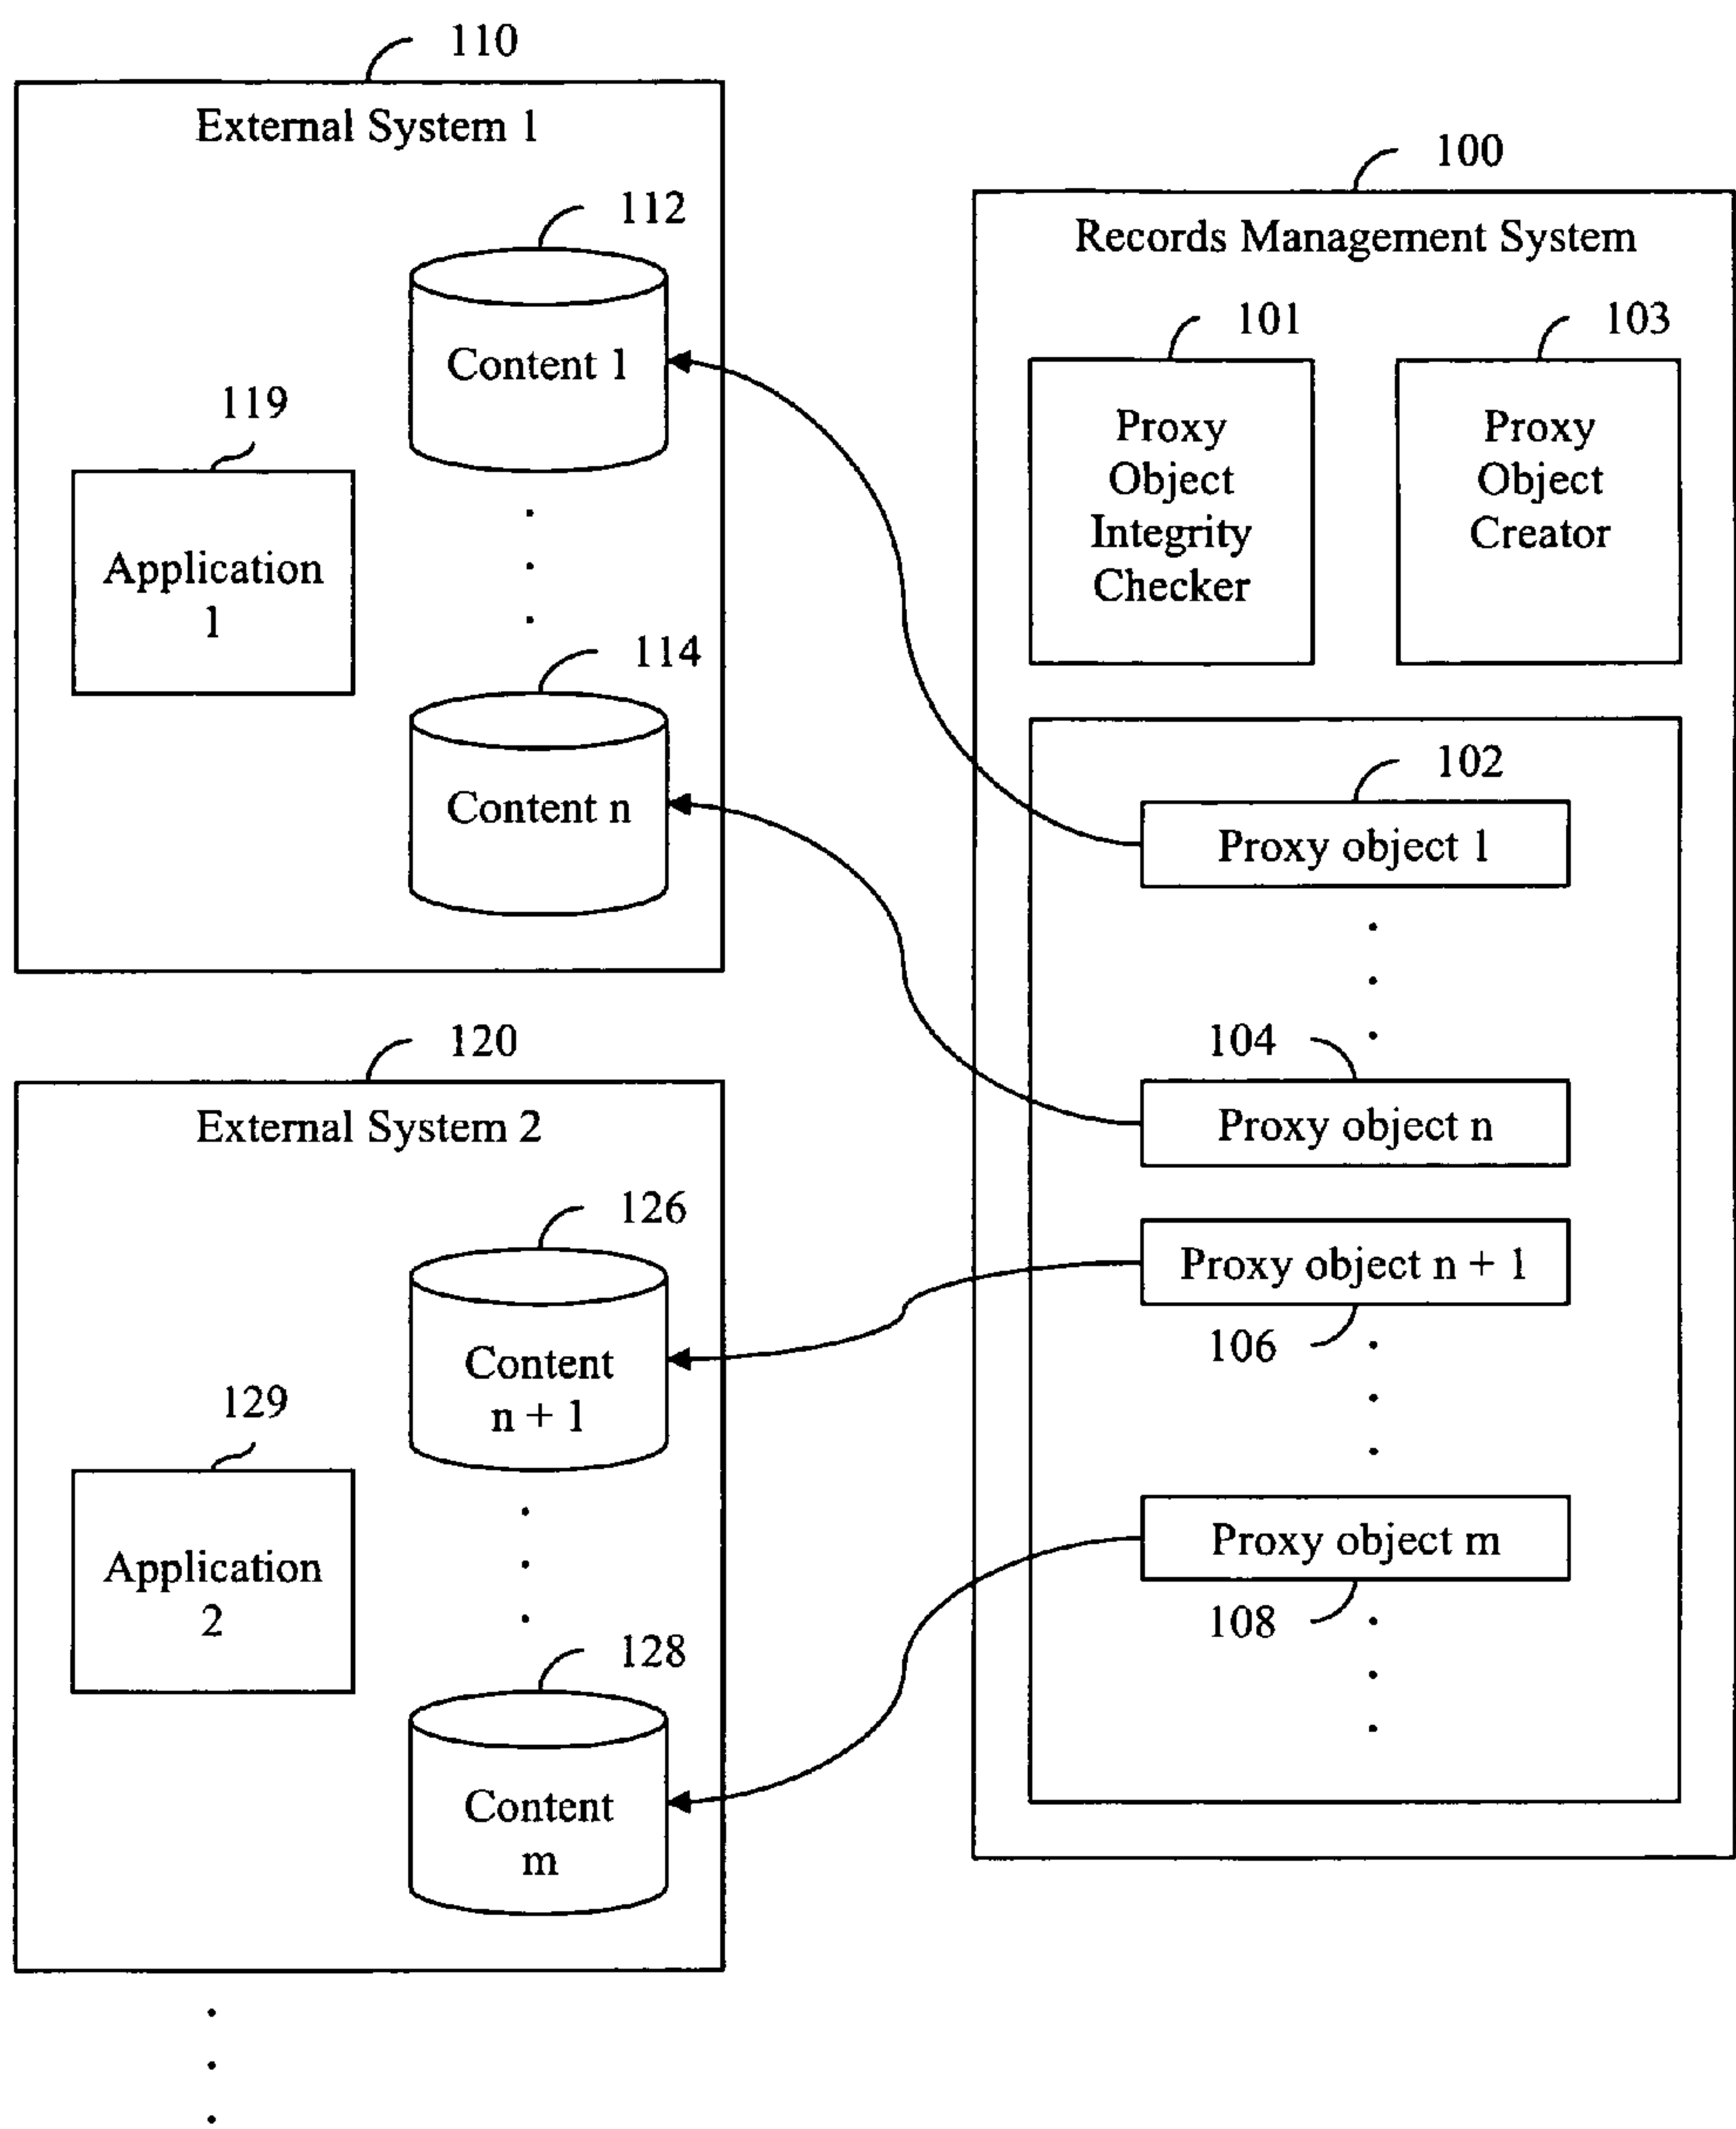 110
External System 1
112
Content 1
119
Application
1
114
Content n
120
External System 2
126
Content
n + 1
129
Application
2
128
Content
m
100
Records Management System
101
Proxy
Object
Integrity
Checker
103
Proxy
Object
Creator
102
Proxy object 1
104
Proxy object n
Proxy object n + 1
106
Proxy object m
108